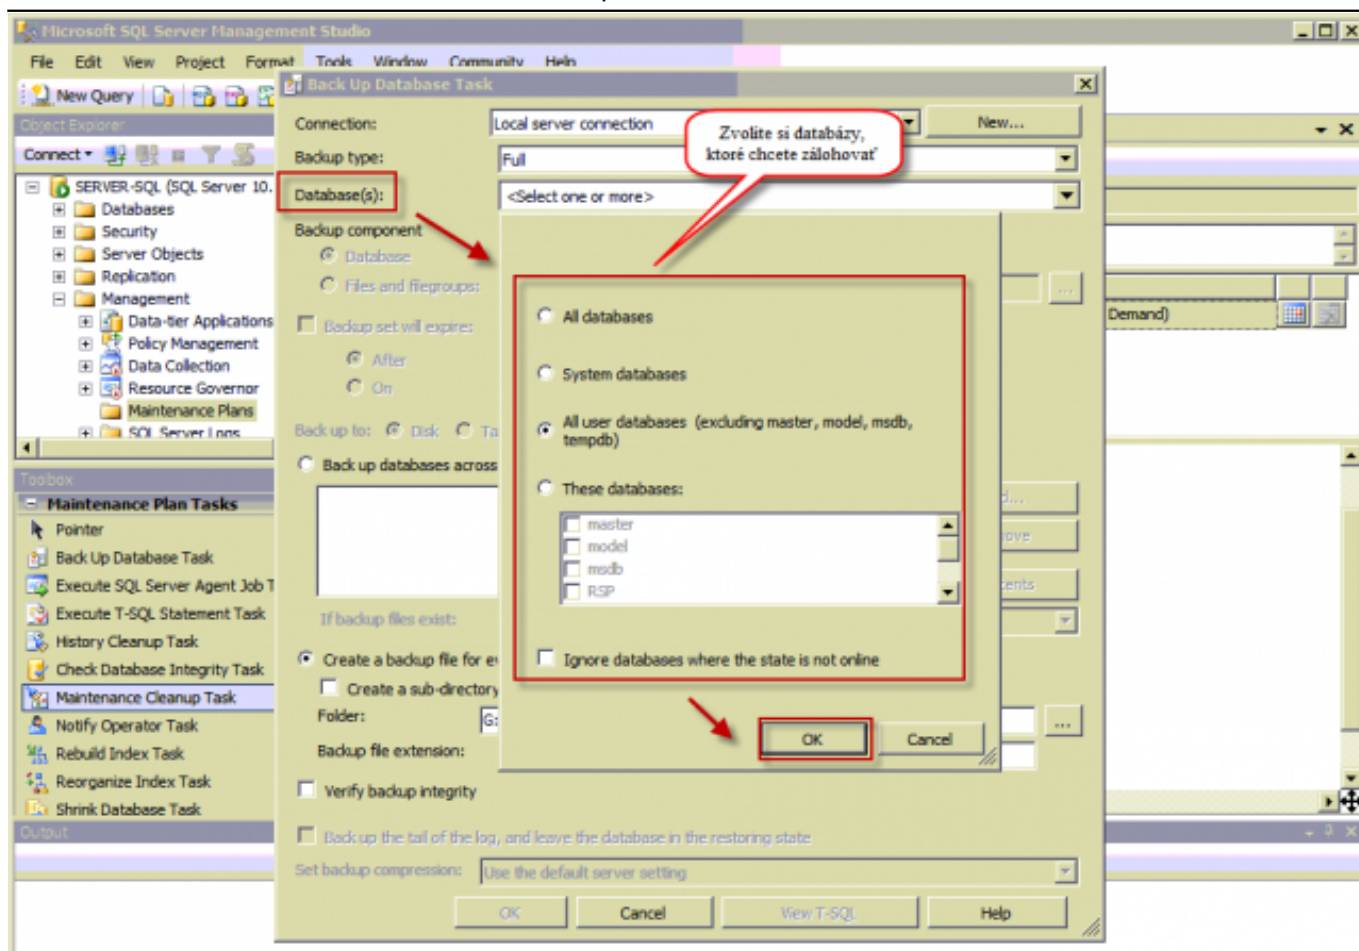 Microsoft SQL Server Management Studio
File Edit View Project Format Tools Window Community Help
New Query
Back Up Database Task
Object Explorer
Connect
SERVER-SQL (SQL Server 10.
Databases
Security
Server Objects
Replication
Management
Data-tier Applications
Policy Management
Data Collection
Resource Governor
Maintenance Plans
SQL Server Logs
Toolbox
Maintenance Plan Tasks
Pointer
Back Up Database Task
Execute SQL Server Agent Job T
Execute T-SQL Statement Task
History Cleanup Task
Check Database Integrity Task
Maintenance Cleanup Task
Notify Operator Task
Rebuild Index Task
Reorganize Index Task
Shrink Database Task
Output
Connection: Local server connection New...
Zvolite si databázy,
ktoré chcete zálohovať
Backup type: Full
Database(s): <Select one or more>
Backup component
Database
Files and filegroups: ...
Backup set will expire:
After
On
Back up to: Disk Ta
Back up databases across
If backup files exist:
Create a backup file for ev
Create a sub-directory
Folder: G: ...
Backup file extension:
Verify backup integrity
Back up the tail of the log, and leave the database in the restoring state
Set backup compression: Use the default server setting
OK Cancel View T-SQL Help
All databases
System databases
All user databases (excluding master, model, msdb,
tempdb)
These databases:
master
model
msdb
RSP
Ignore databases where the state is not online
OK Cancel
d...
ove
ents
Demand)